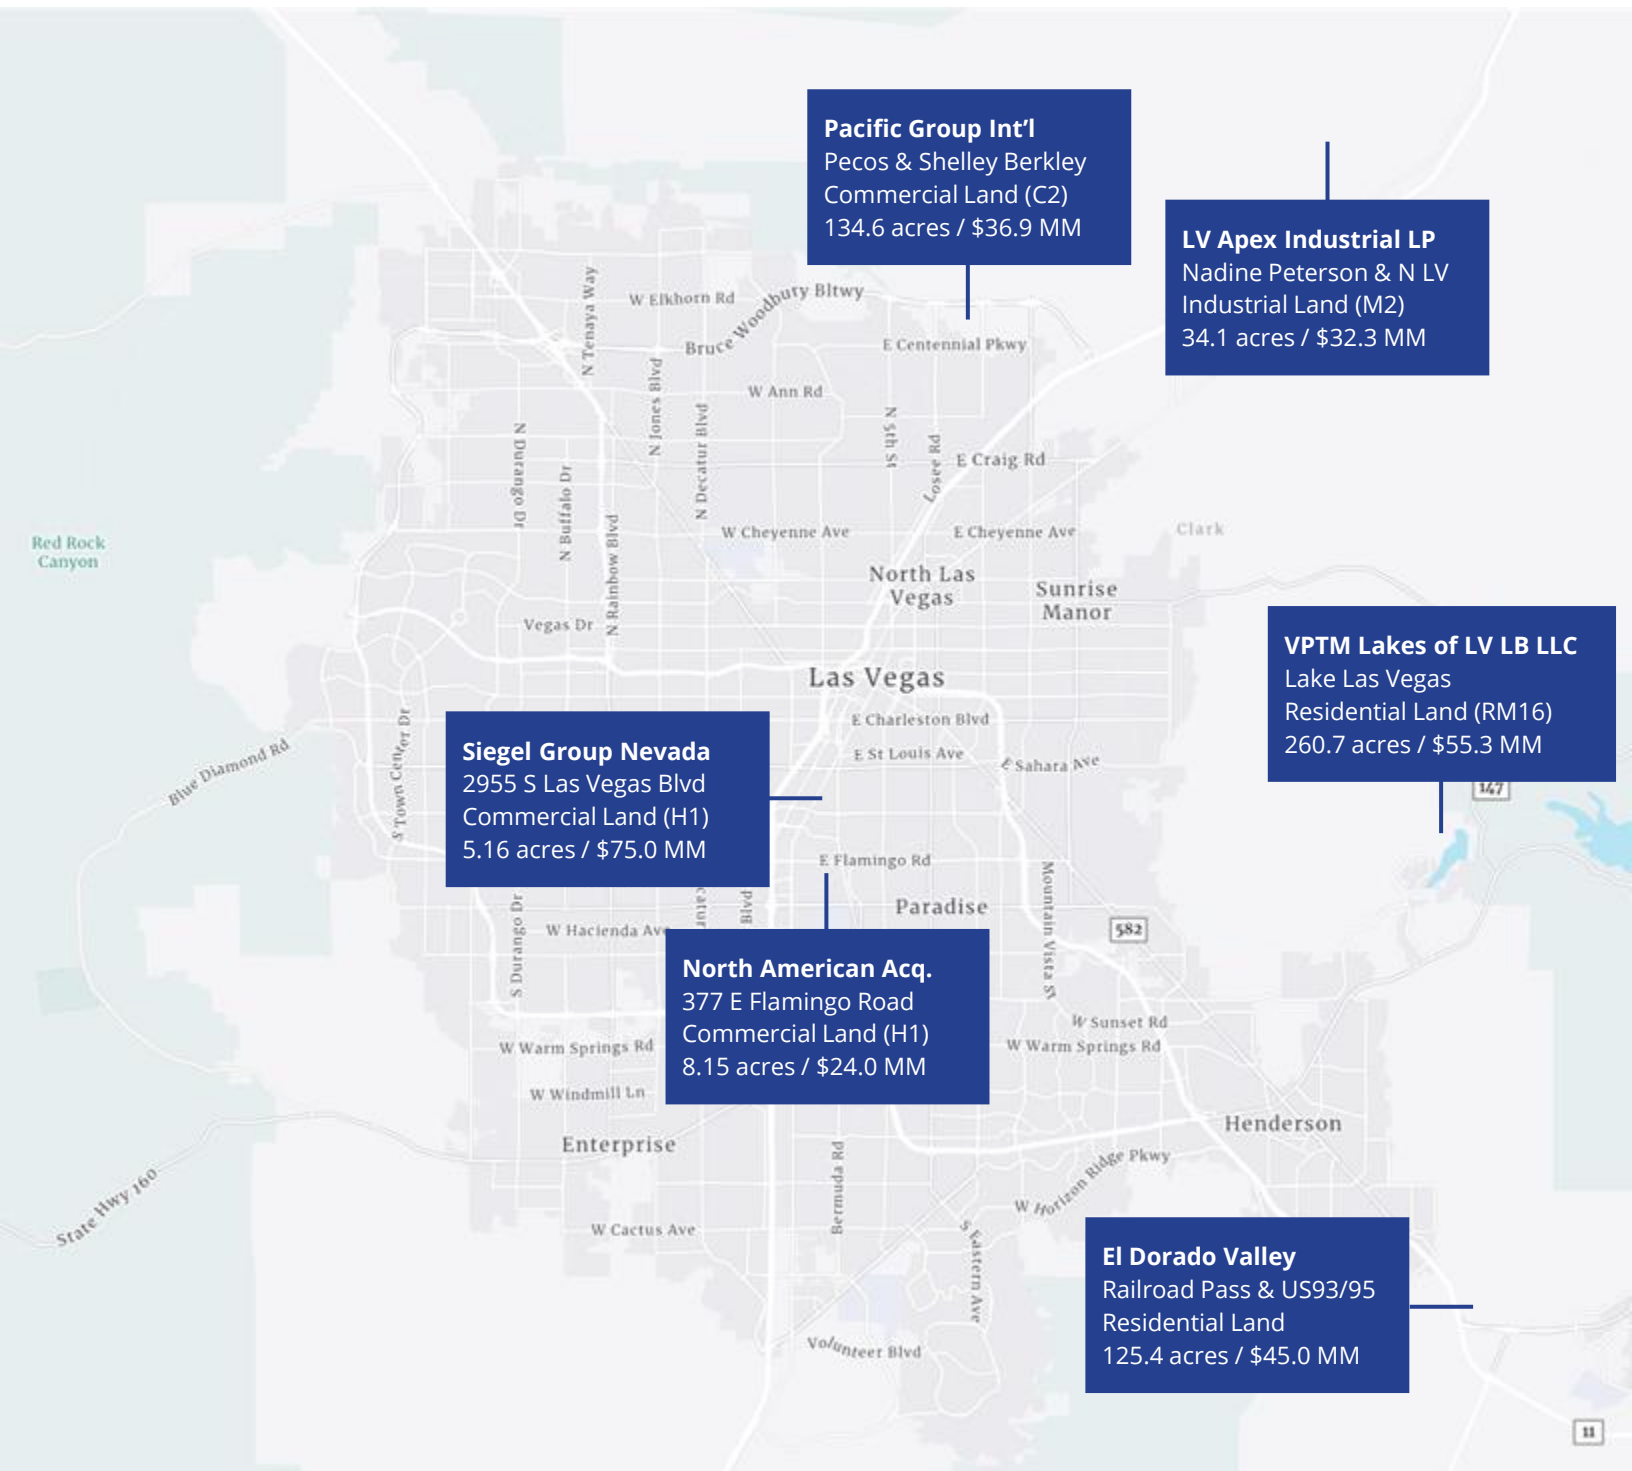 Pacific Group Int’l
Pecos & Shelley Berkley
Commercial Land (C2)
134.6 acres / $36.9 MM
LV Apex Industrial LP
Nadine Peterson & N LV
Industrial Land (M2)
34.1 acres / $32.3 MM
N Tenaya Way
W Elkhorn Rd
Bruce Woodbury Bltwy
E Centennial Pkwy
N Jones Blvd
W Ann Rd
N Decatur Blvd
N 5th St
Losee Rd
E Craig Rd
N Durango Dr
N Buffalo Dr
N Rainbow Blvd
W Cheyenne Ave
E Cheyenne Ave
Clark
Red Rock
Canyon
North Las
Vegas
Sunrise
Manor
Vegas Dr
VPTM Lakes of LV LB LLC
Lake Las Vegas
Residential Land (RM16)
260.7 acres / $55.3 MM
147
Las Vegas
E Charleston Blvd
E St Louis Ave
E Sahara Ave
Blue Diamond Rd
S Town Center Dr
Siegel Group Nevada
2955 S Las Vegas Blvd
Commercial Land (H1)
5.16 acres / $75.0 MM
E Flamingo Rd
Mountain Vista St
Paradise
582
S Durango Dr
W Hacienda Ave
catur
Blvd
North American Acq.
377 E Flamingo Road
Commercial Land (H1)
8.15 acres / $24.0 MM
W Sunset Rd
W Warm Springs Rd
W Warm Springs Rd
W Windmill Ln
Henderson
Enterprise
Bermuda Rd
W Horizon Ridge Pkwy
State Hwy 160
W Cactus Ave
S Eastern Ave
El Dorado Valley
Railroad Pass & US93/95
Residential Land
125.4 acres / $45.0 MM
Volunteer Blvd
11